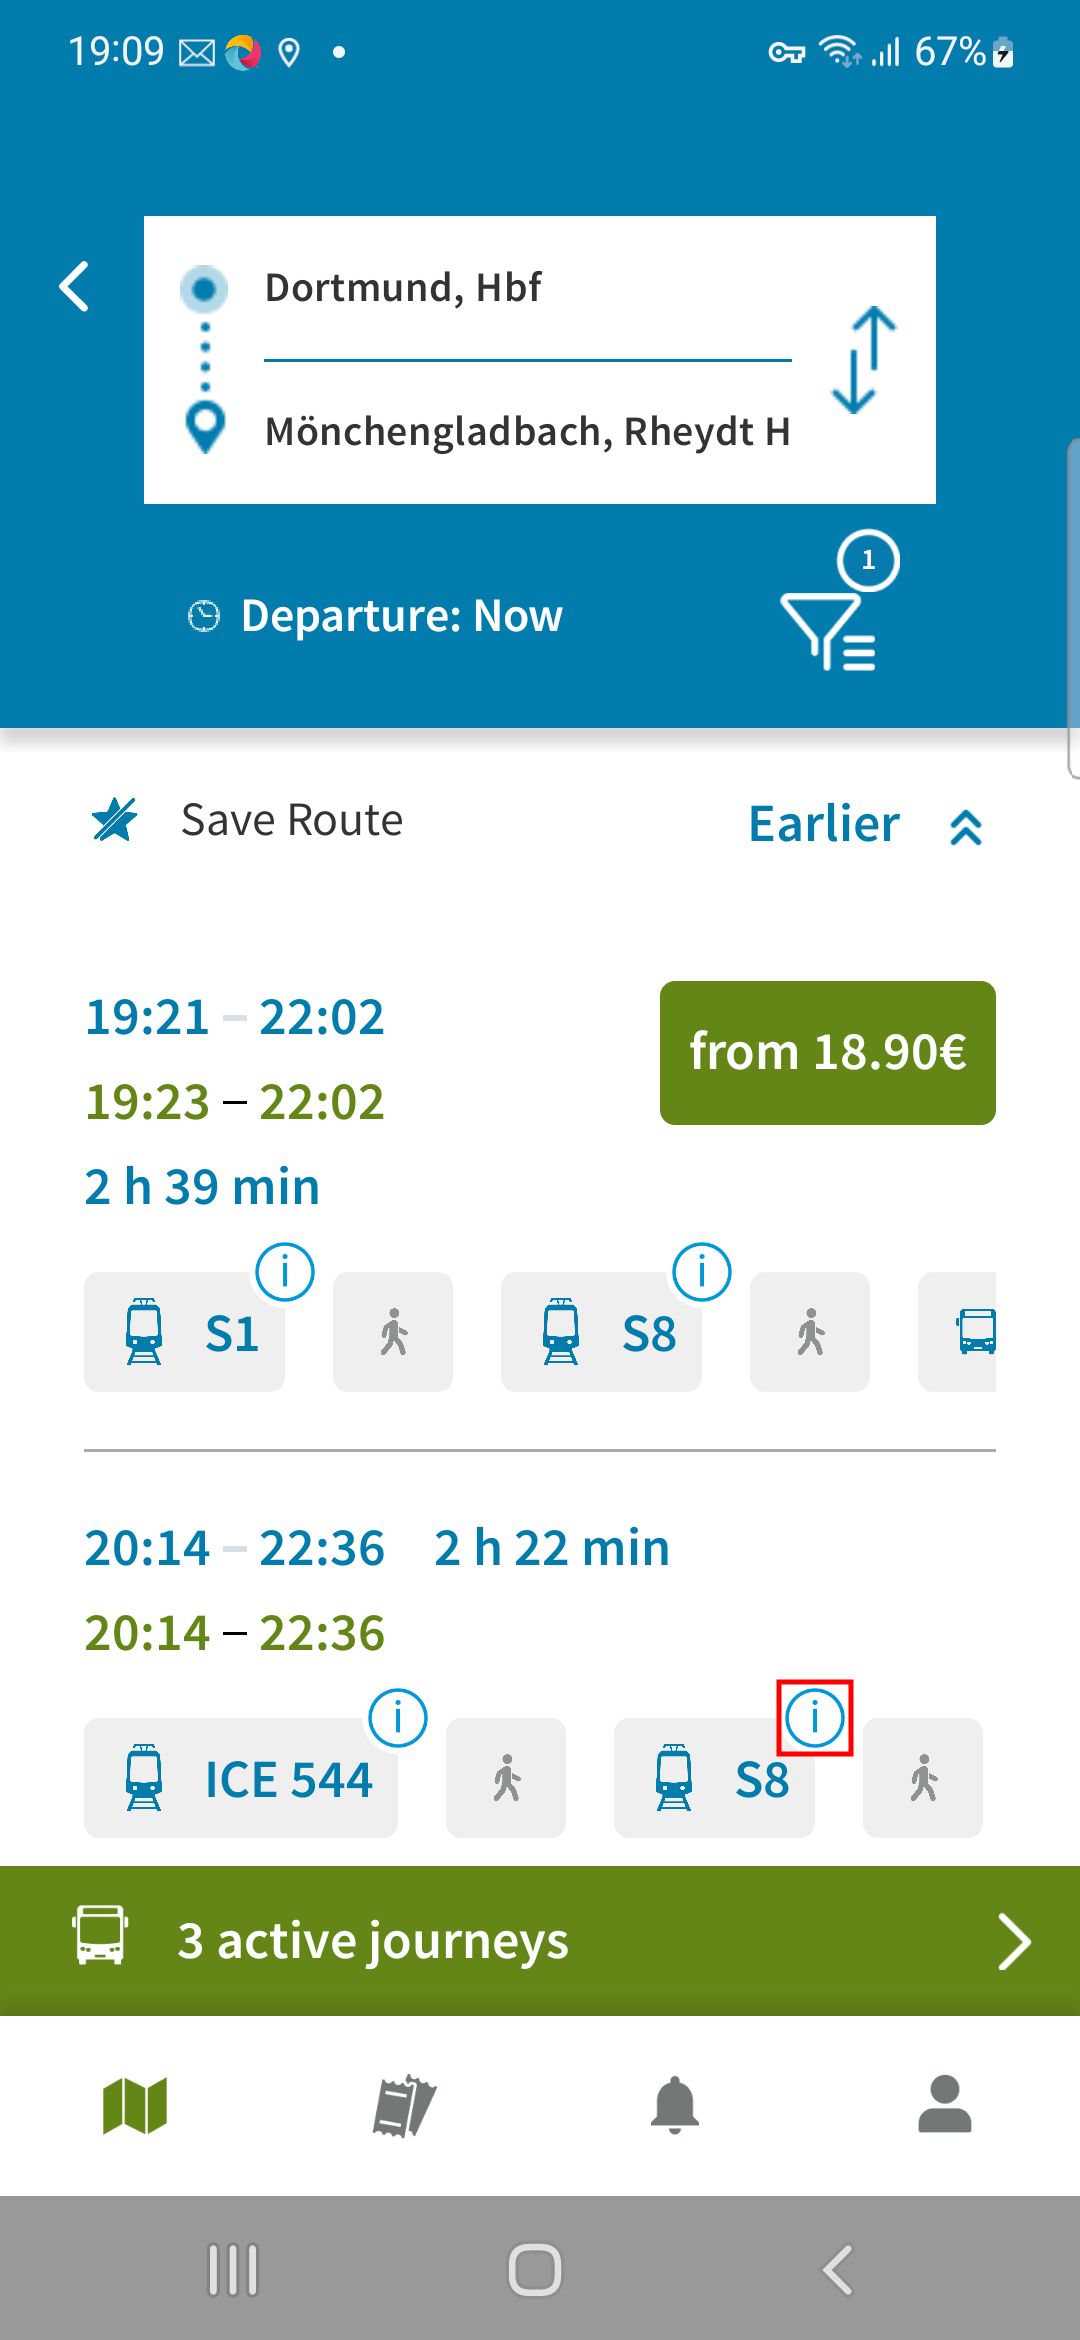 19:09 67%
Dortmund, Hbf
Mönchengladbach, Rheydt H
1
Departure: Now
Save Route Earlier
19:21 – 22:02
from 18.90€
19:23 – 22:02
2 h 39 min
S1 S8
20:14 – 22:36 2 h 22 min
20:14 – 22:36
ICE 544 S8
3 active journeys